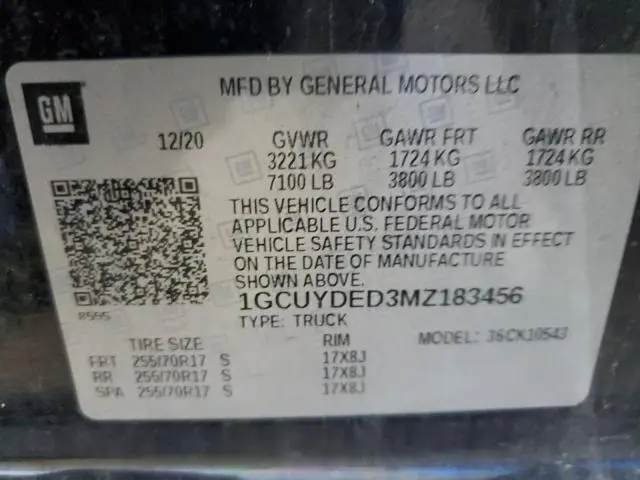 GM
MFD BY GENERAL MOTORS LLC
12/20 GVWR GAWR FRT GAWR RR
3221 KG 1724 KG 1724 KG
7100 LB 3800 LB 3800 LB
THIS VEHICLE CONFORMS TO ALL
APPLICABLE U.S. FEDERAL MOTOR
VEHICLE SAFETY STANDARDS IN EFFECT
ON THE DATE OF MANUFACTURE
SHOWN ABOVE.
8595
1GCUYDED3MZ183456
TYPE: TRUCK
MODEL: 36CK10543
TIRE SIZE RIM
FRT 255/70R17 S 17X8J
RR 255/70R17 S 17X8J
SPA 255/70R17 S 17X8J